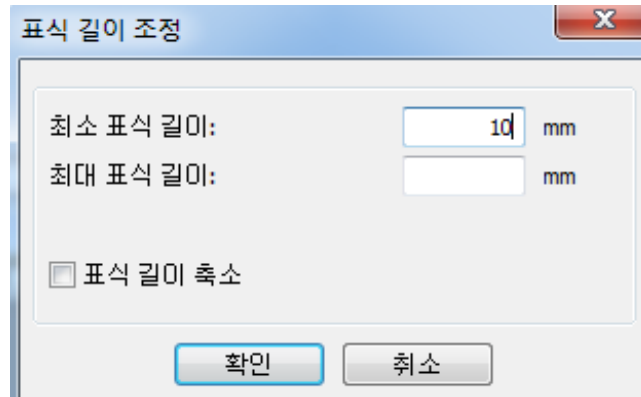 표식 길이 조정
최소 표식 길이: 10 mm
최대 표식 길이: mm
표식 길이 축소
확인 취소